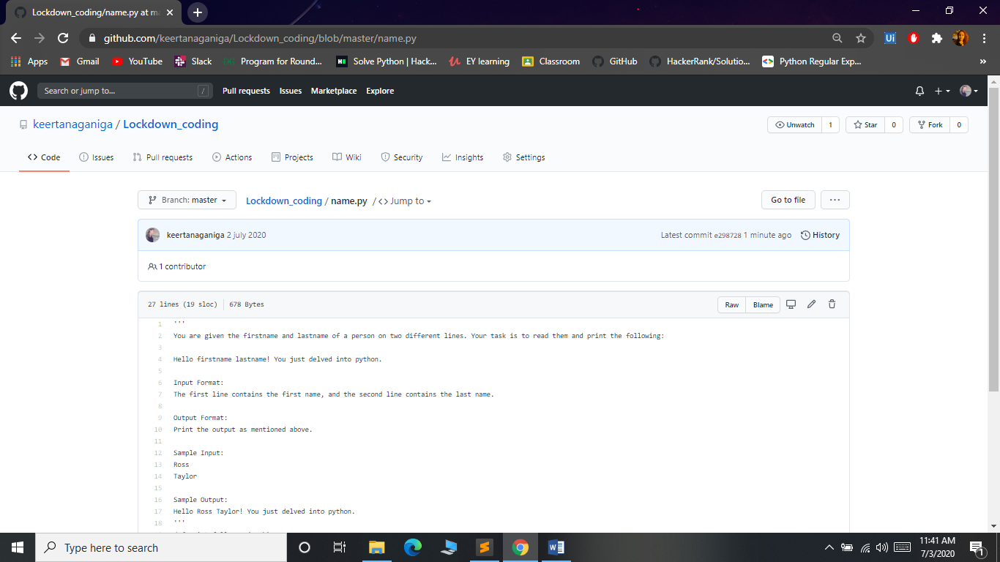 Lockdown_coding/name.py at ma
github.com/keertanaganiga/Lockdown_coding/blob/master/name.py
Apps Gmail YouTube Slack Program for Round... Solve Python | Hack... EY learning Classroom GitHub HackerRank/Solutio... Python Regular Exp... »
Search or jump to... / Pull requests Issues Marketplace Explore
keertanaganiga / Lockdown_coding Unwatch 1 Star 0 Fork 0
Code Issues Pull requests Actions Projects Wiki Security Insights Settings
Branch: master Lockdown_coding / name.py / <> Jump to Go to file ...
keertanaganiga 2 july 2020 Latest commit e298728 1 minute ago History
1 contributor
27 lines (19 sloc) 678 Bytes Raw Blame
1 '''
2 You are given the firstname and lastname of a person on two different lines. Your task is to read them and print the following:
3
4 Hello firstname lastname! You just delved into python.
5
6 Input Format:
7 The first line contains the first name, and the second line contains the last name.
8
9 Output Format:
10 Print the output as mentioned above.
11
12 Sample Input:
13 Ross
14 Taylor
15
16 Sample Output:
17 Hello Ross Taylor! You just delved into python.
18 '''
Type here to search 11:41 AM
7/3/2020 1